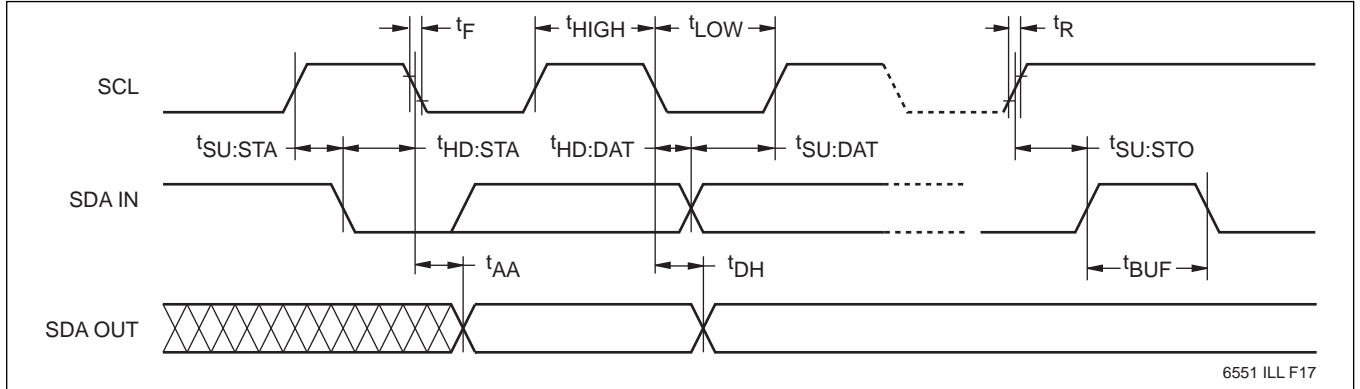 tF
tHIGH
tLOW
tR
SCL
tSU:STA
tHD:STA
tHD:DAT
tSU:DAT
tSU:STO
SDA IN
tAA
tDH
tBUF
SDA OUT
6551 ILL F17